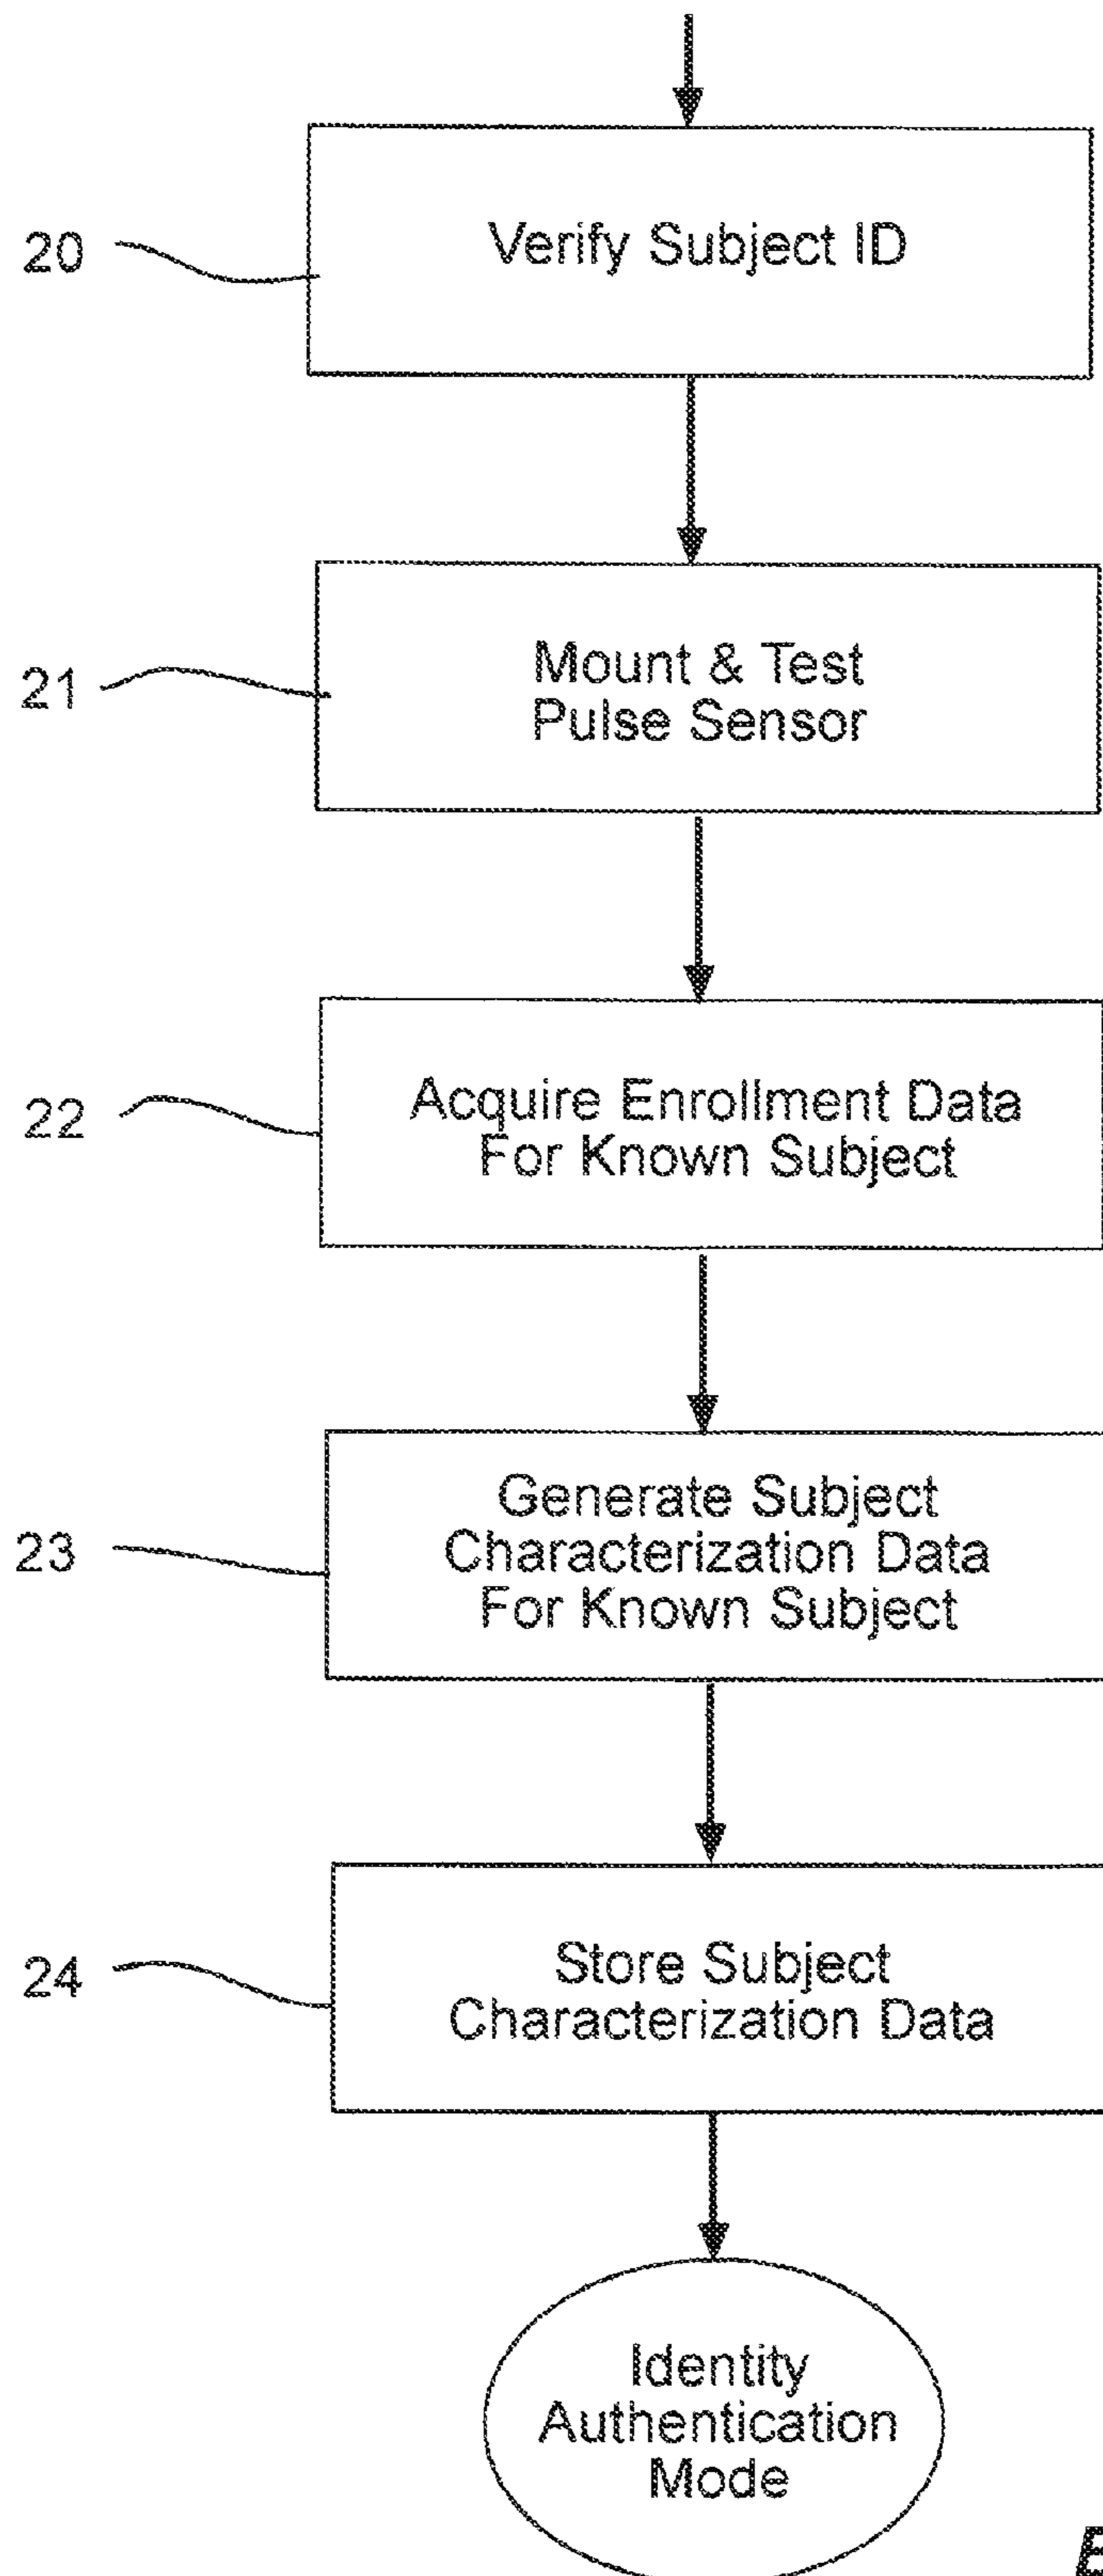 20
Verify Subject ID
21
Mount & Test
Pulse Sensor
22
Acquire Enrollment Data
For Known Subject
23
Generate Subject
Characterization Data
For Known Subject
24
Store Subject
Characterization Data
Identity
Authentication
Mode